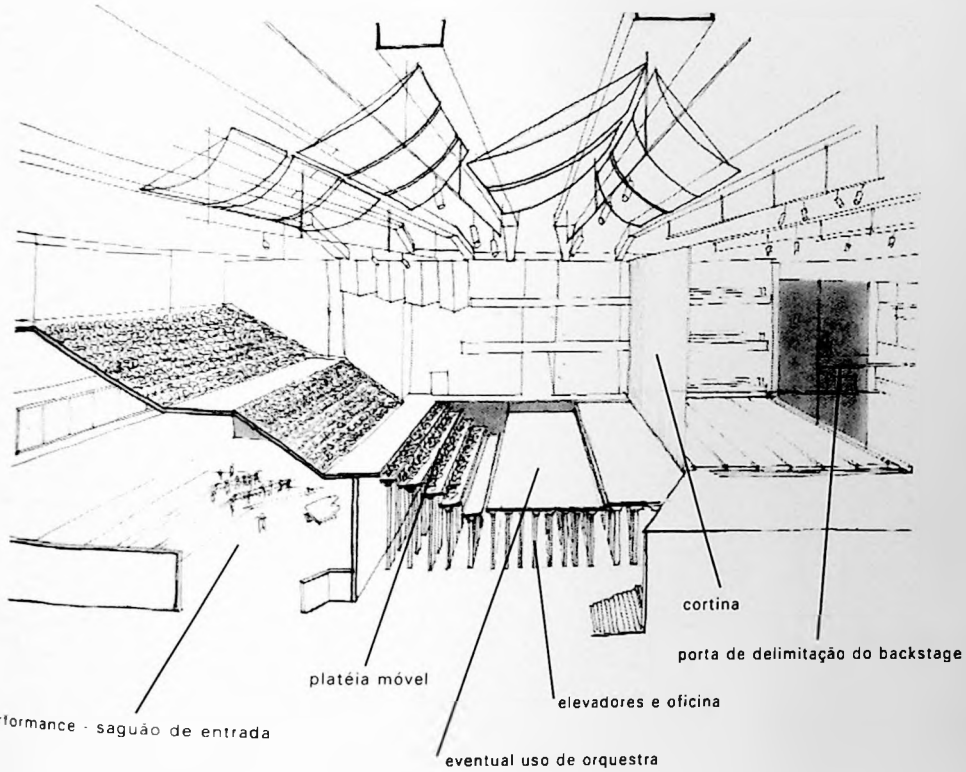 cortina
porta de delimitação do backstage
platéia móvel
elevadores e oficina
rformance - saguão de entrada
eventual uso de orquestra